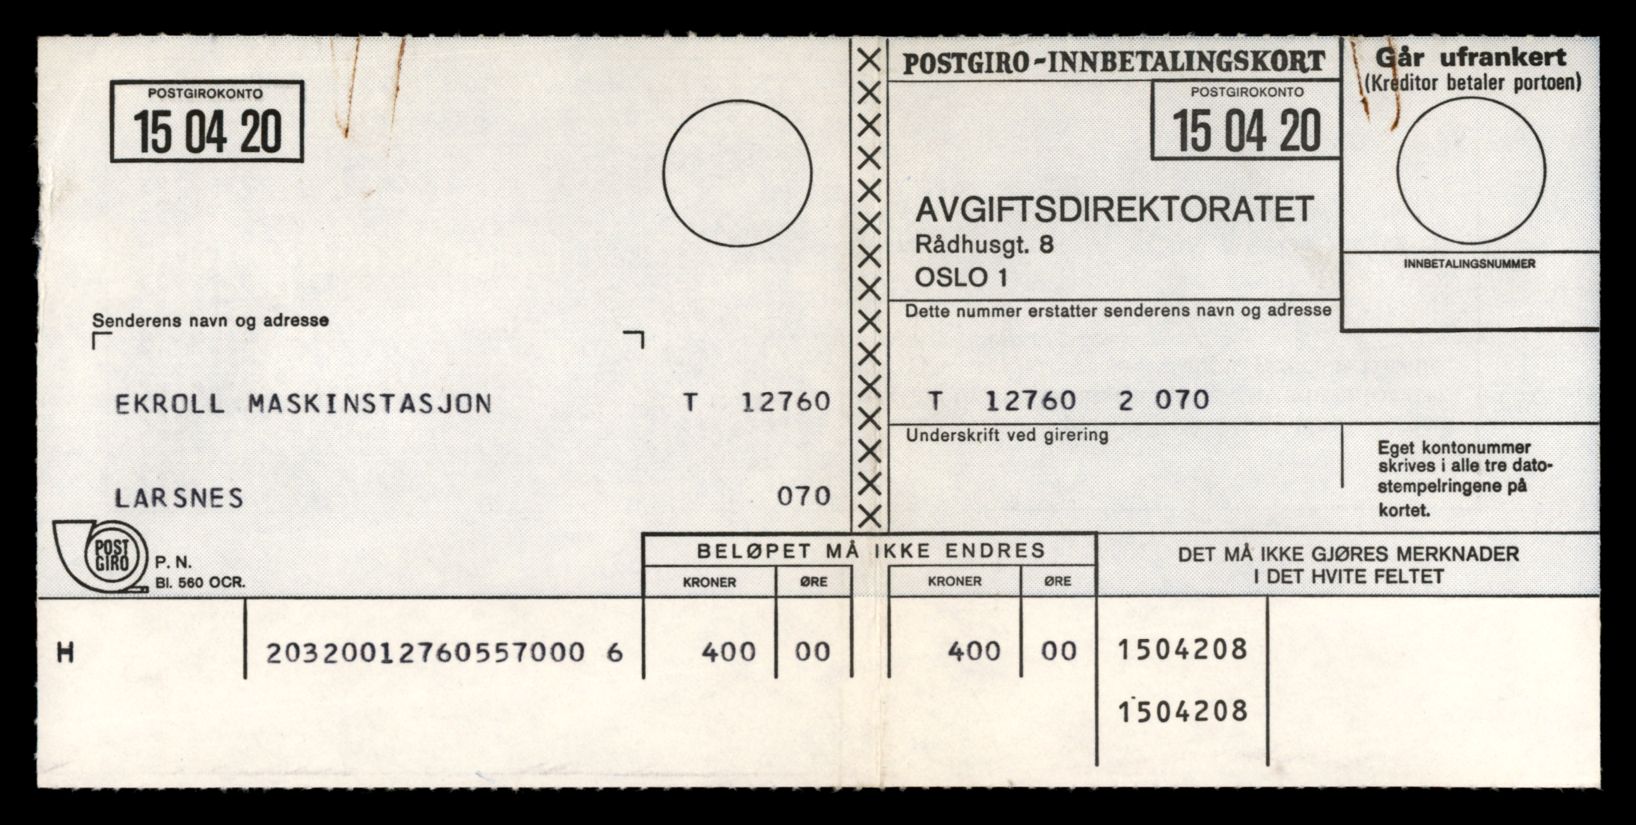 POSTGIROKONTO
15 04 20
Senderens navn og adresse
EKROLL MASKINSTASJON T 12760
LARSNES 070
POST
GIRO
P. N.
Bl. 560 OCR.
POSTGIRO-INNBETALINGSKORT
POSTGIROKONTO
15 04 20
AVGIFTSDIREKTORATET
Rådhusgt. 8
OSLO 1
Går ufrankert
(Kreditor betaler portoen)
INNBETALINGSNUMMER
Dette nummer erstatter senderens navn og adresse
T 12760 2 070
Underskrift ved girering
Eget kontonummer
skrives i alle tre dato-
stempelringene på
kortet.
BELØPET MÅ IKKE ENDRES
KRONER ØRE KRONER ØRE
DET MÅ IKKE GJØRES MERKNADER
I DET HVITE FELTET
H 20320012760557000 6 400 00 400 00 1504208
1504208